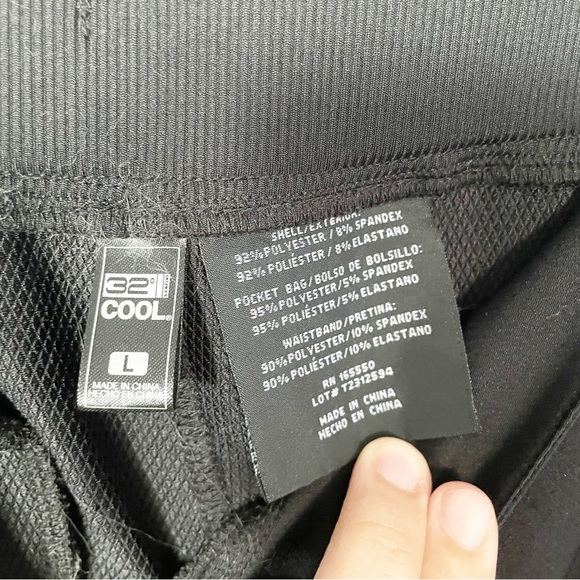 32°
COOL®
L
MADE IN CHINA
HECHO EN CHINA
SHELL/EXTERIOR:
92% POLYESTER / 8% SPANDEX
92% POLIÉSTER / 8% ELASTANO
POCKET BAG/BOLSO DE BOLSILLO:
95% POLYESTER/5% SPANDEX
95% POLIÉSTER/5% ELASTANO
WAISTBAND/PRETINA:
90% POLYESTER/10% SPANDEX
90% POLIÉSTER/10% ELASTANO
RN 165550
LOT# T2312594
MADE IN CHINA
HECHO EN CHINA